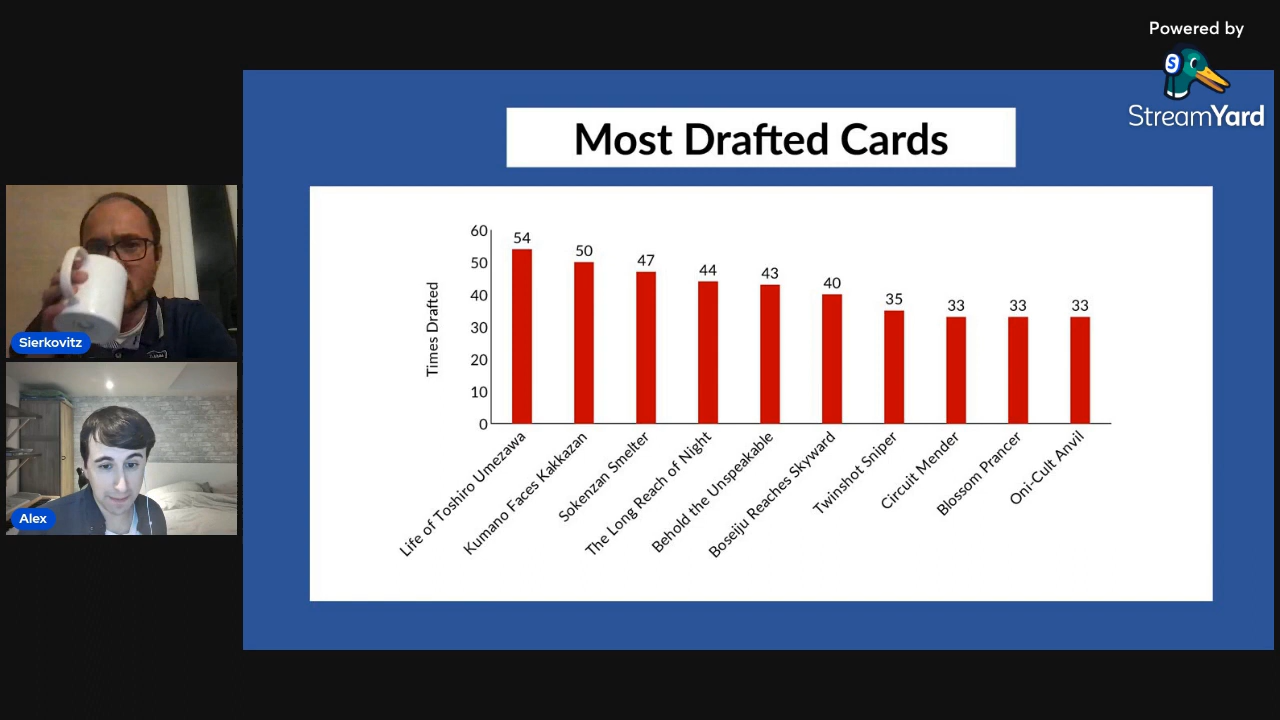 Powered by
StreamYard
Most Drafted Cards
Times Drafted
60
50
40
30
20
10
0
54
50
47
44
43
40
35
33
33
33
Life of Toshiro Umezawa
Kumano Faces Kakkazan
Sokenzan Smelter
The Long Reach of Night
Behold the Unspeakable
Boseiju Reaches Skyward
Twinshot Sniper
Circuit Mender
Blossom Prancer
Oni-Cult Anvil
Sierkovitz
Alex